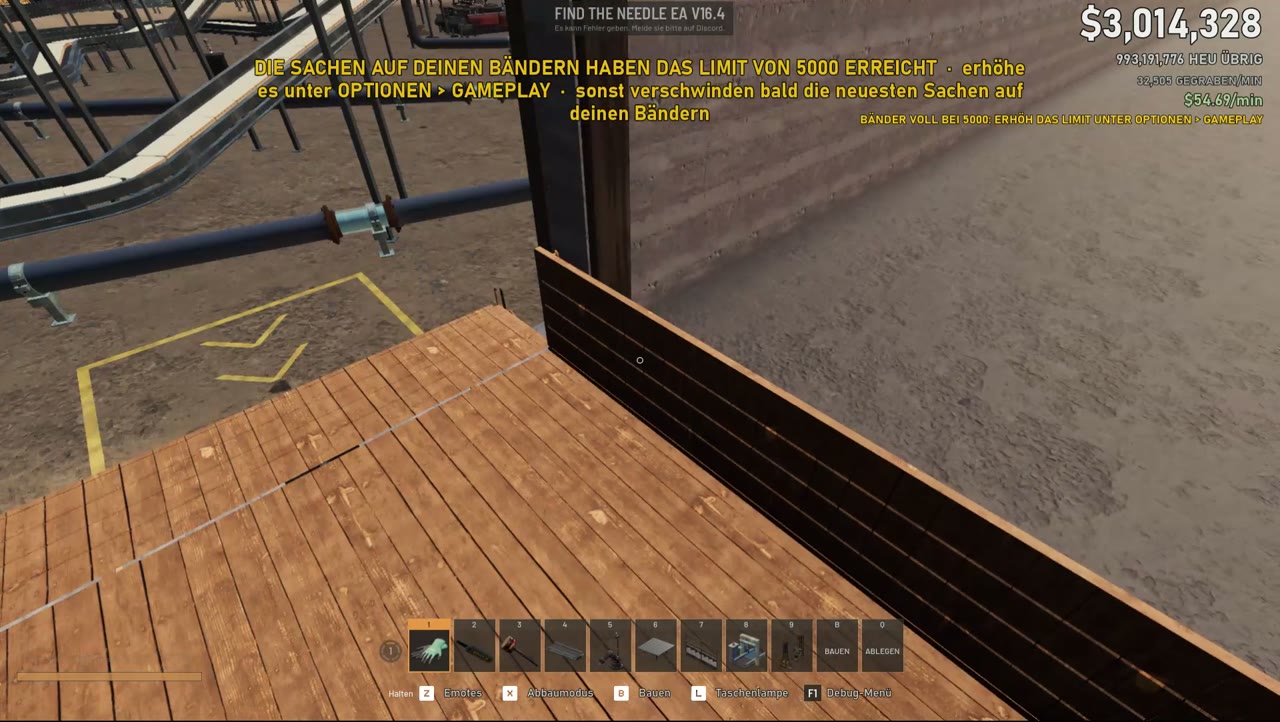 FIND THE NEEDLE EA V16.4
Es kann Fehler geben. Melde sie bitte auf Discord.
$3,014,328
993,191,776 HEU ÜBRIG
32,505 GEGRABEN/MIN
$54.69/min
BÄNDER VOLL BEI 5000: ERHÖH DAS LIMIT UNTER OPTIONEN > GAMEPLAY
DIE SACHEN AUF DEINEN BÄNDERN HABEN DAS LIMIT VON 5000 ERREICHT · erhöhe
es unter OPTIONEN > GAMEPLAY · sonst verschwinden bald die neuesten Sachen auf
deinen Bändern
1 2 3 4 5 6 7 8 9 B Q
1
BAUEN ABLEGEN
Halten Z Emotes X Abbaumodus B Bauen L Taschenlampe F1 Debug-Menü